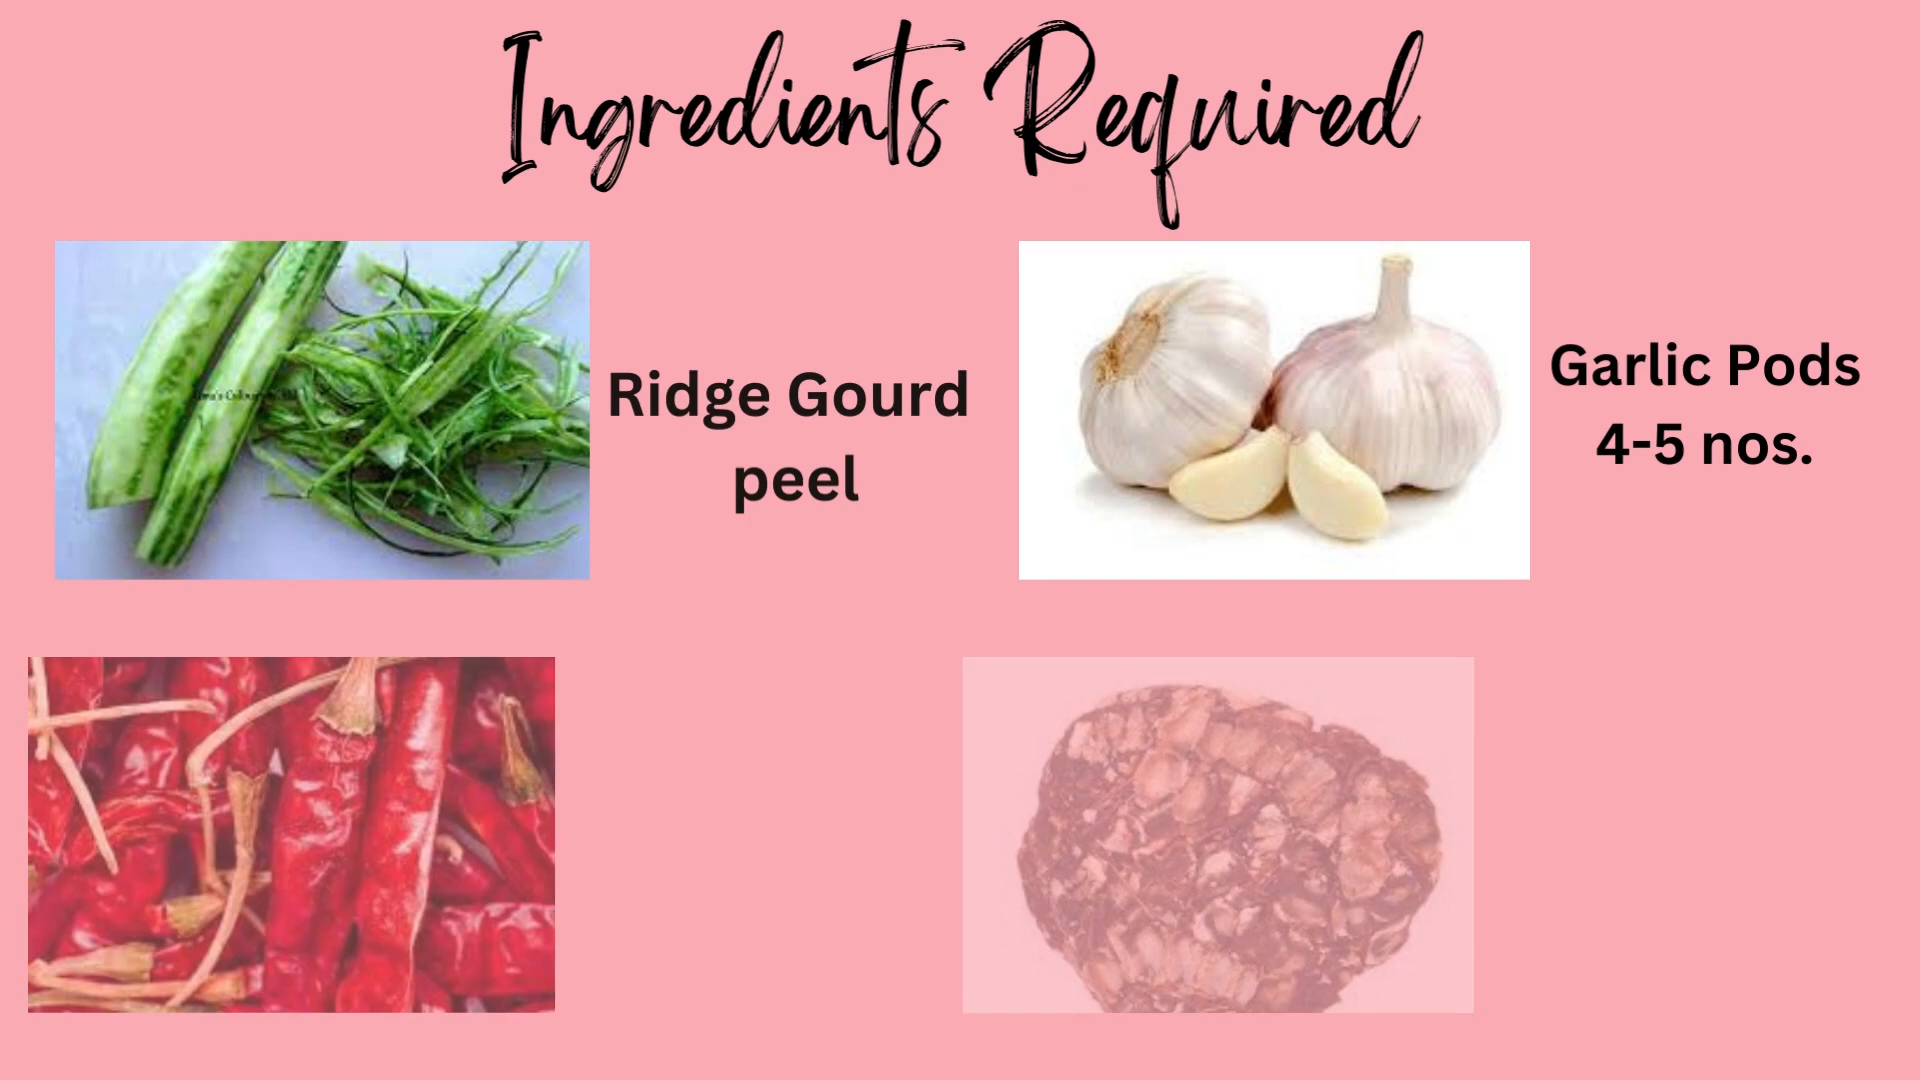 Ingredients Required
Ridge Gourd
peel
Garlic Pods
4-5 nos.